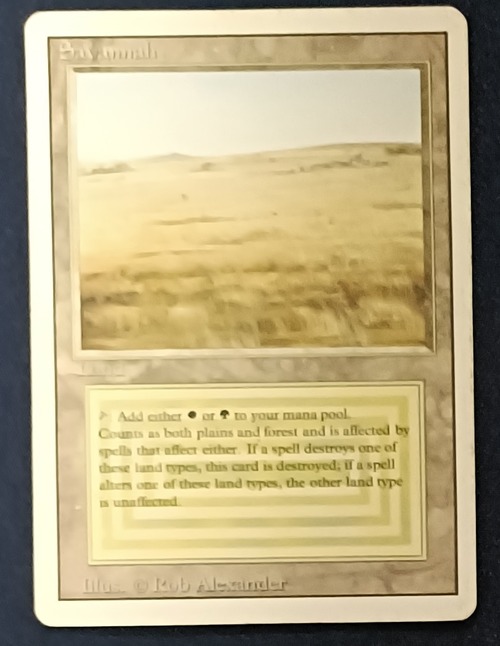 Savannah
Land
Add either or to your mana pool.
Counts as both plains and forest and is affected by
spells that affect either. If a spell destroys one of
these land types, this card is destroyed; if a spell
alters one of these land types, the other land type
is unaffected.
Illus. © Rob Alexander